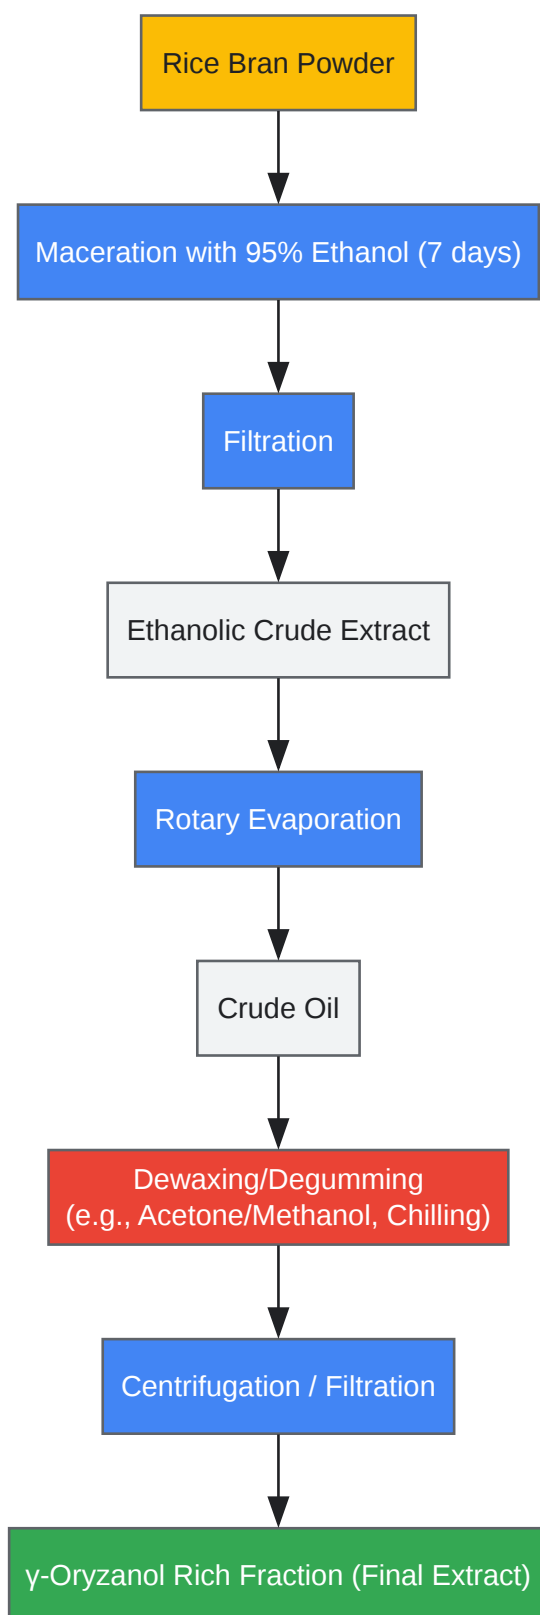 Rice Bran Powder
Maceration with 95% Ethanol (7 days)
Filtration
Ethanolic Crude Extract
Rotary Evaporation
Crude Oil
Dewaxing/Degumming
(e.g., Acetone/Methanol, Chilling)
Centrifugation / Filtration
γ-Oryzanol Rich Fraction (Final Extract)